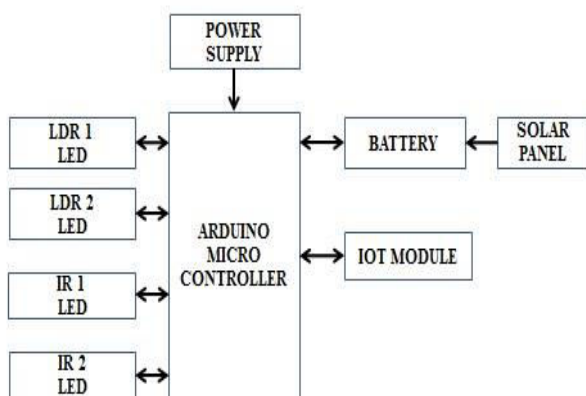 POWER
SUPPLY
LDR 1
LED
BATTERY
SOLAR
PANEL
LDR 2
LED
ARDUINO
MICRO
CONTROLLER
IOT MODULE
IR 1
LED
IR 2
LED